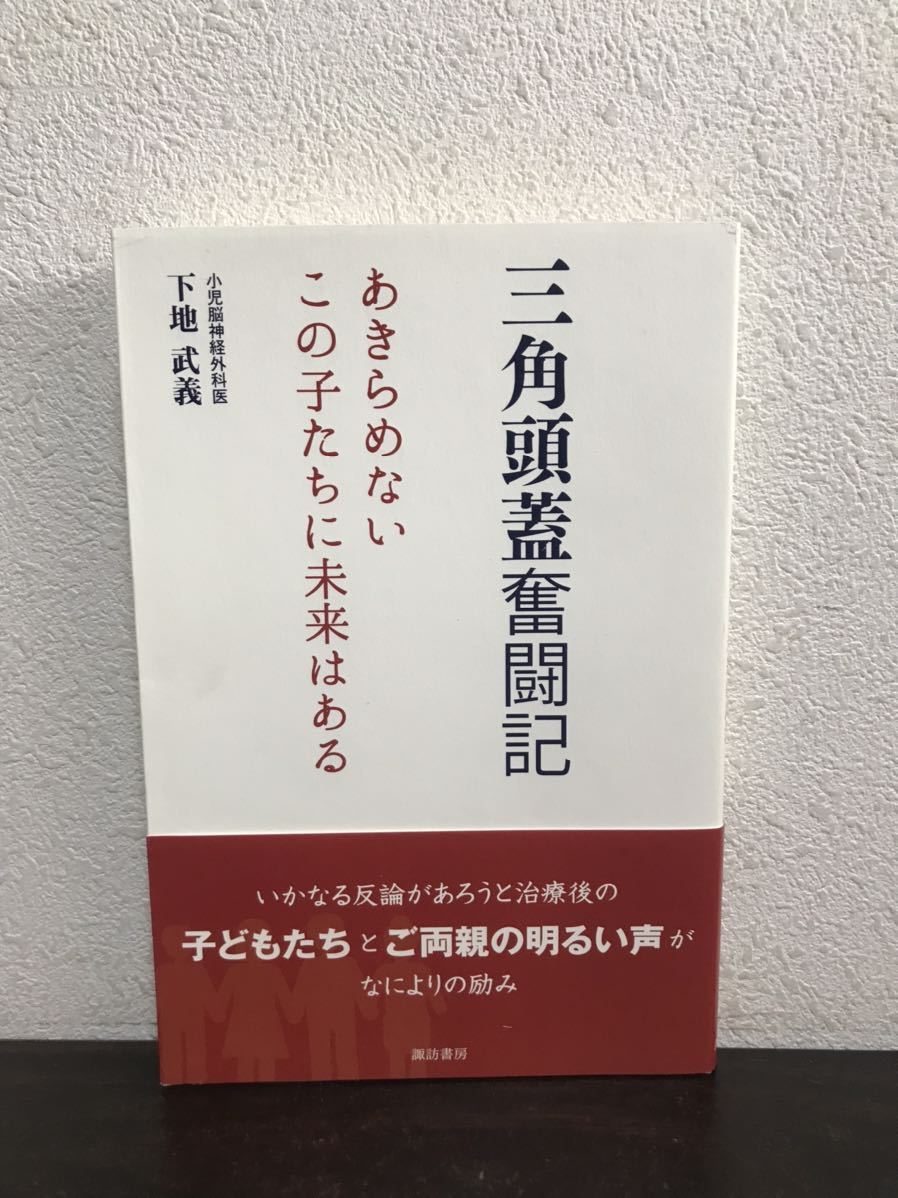 三角頭蓋奮闘記
あきらめない
この子たちに未来はある
小児脳神経外科医
下地 武義
いかなる反論があろうと治療後の
子どもたちとご両親の明るい声が
なによりの励み
諏訪書房